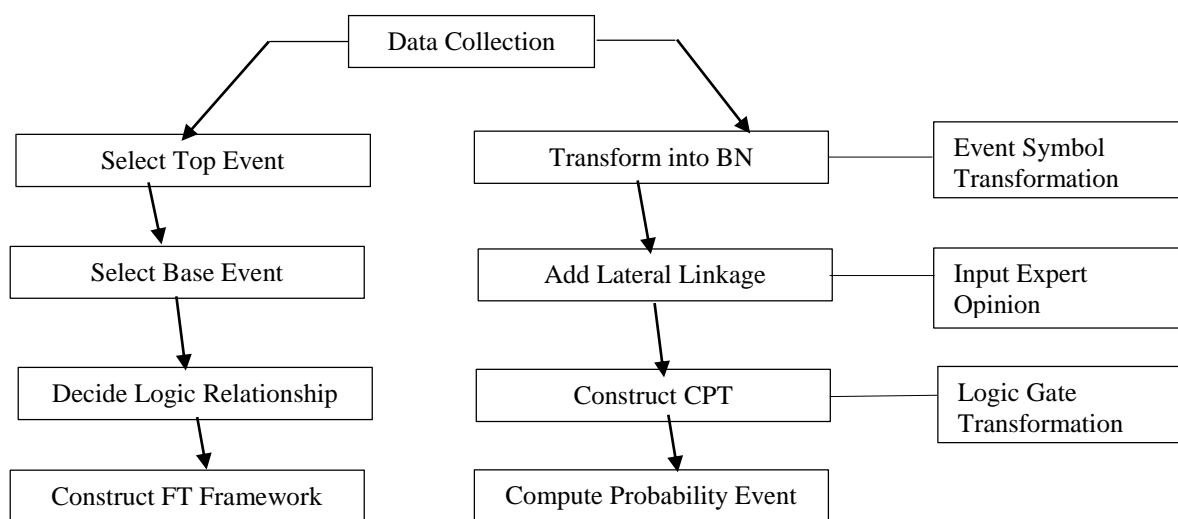 Data Collection
Select Top Event
Transform into BN
Event Symbol
Transformation
Select Base Event
Add Lateral Linkage
Input Expert
Opinion
Decide Logic Relationship
Construct CPT
Logic Gate
Transformation
Construct FT Framework
Compute Probability Event